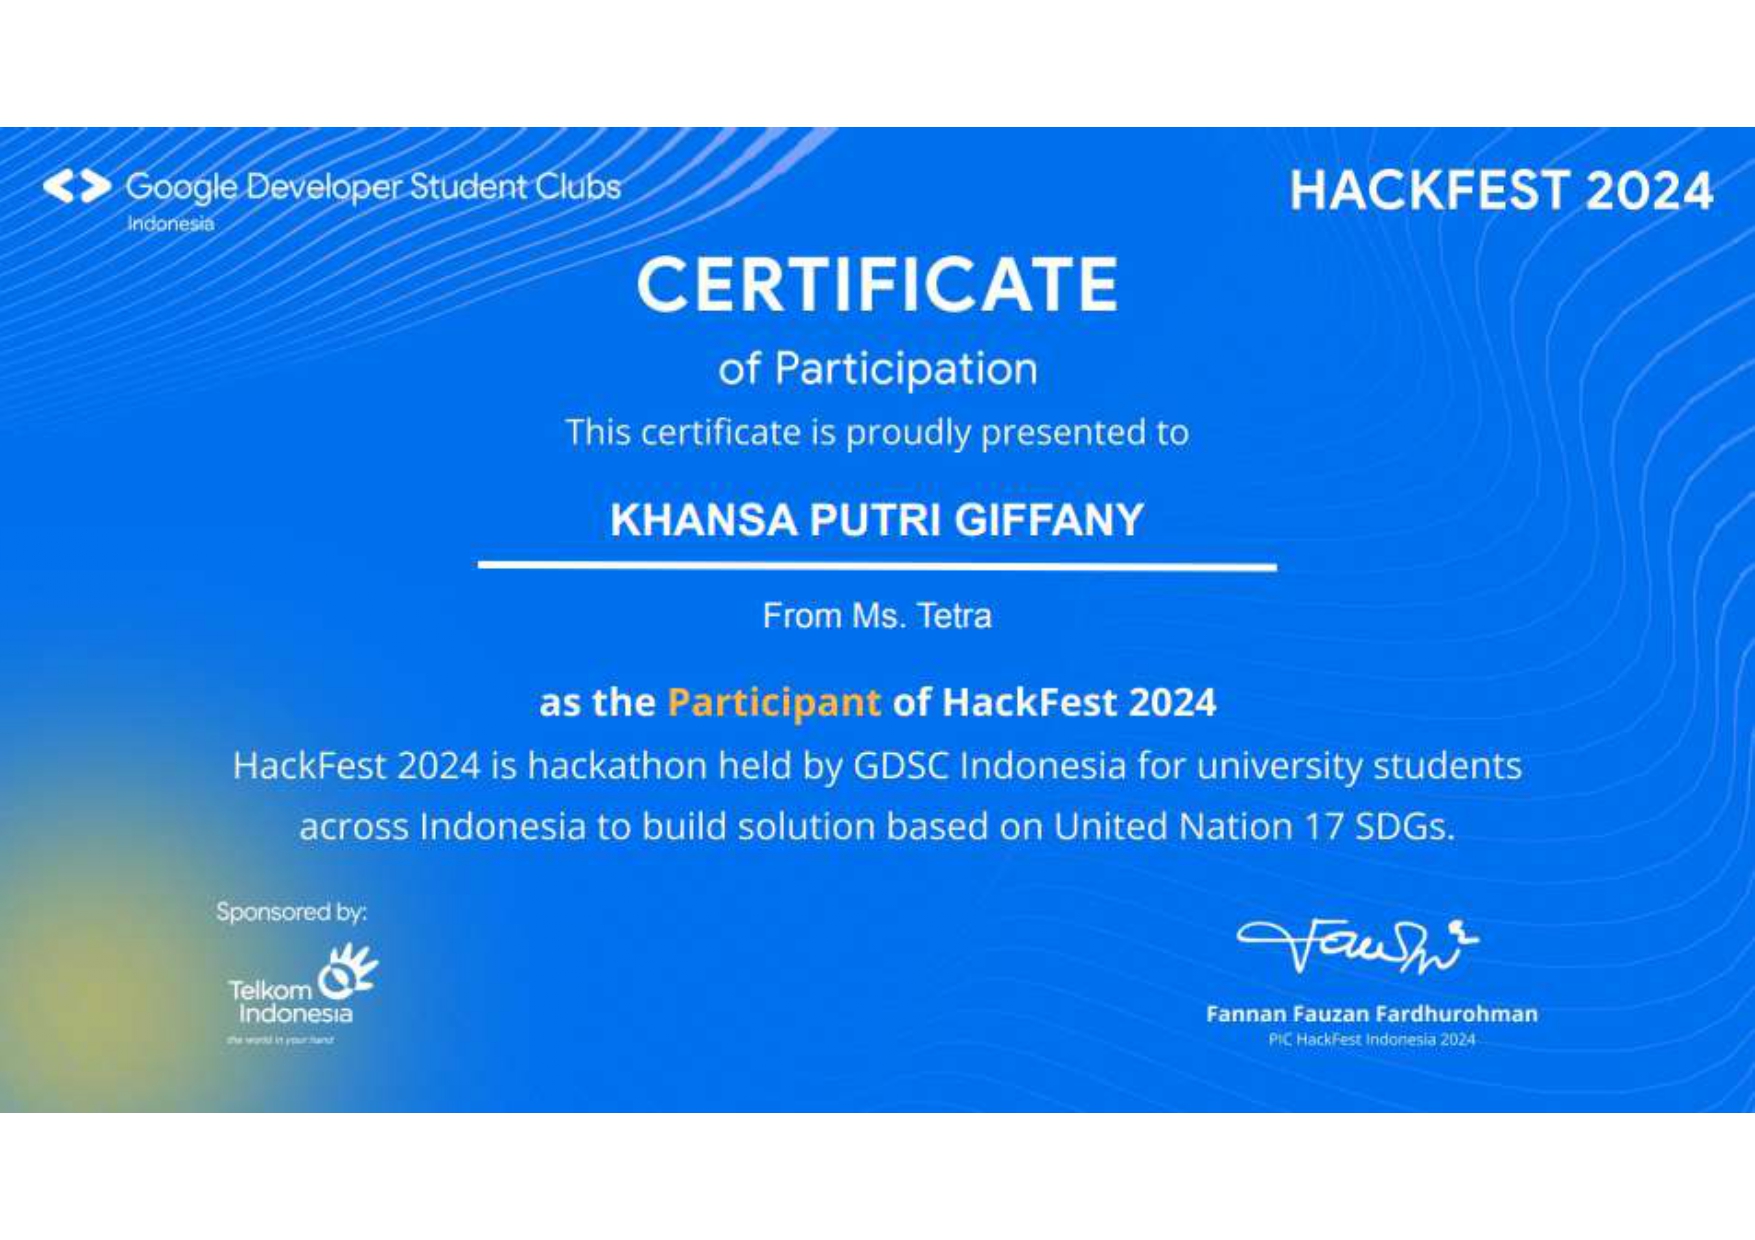 Google Developer Student Clubs
Indonesia
HACKFEST 2024
CERTIFICATE
of Participation
This certificate is proudly presented to
KHANSA PUTRI GIFFANY
From Ms. Tetra
as the Participant of HackFest 2024
HackFest 2024 is hackathon held by GDSC Indonesia for university students
across Indonesia to build solution based on United Nation 17 SDGs.
Sponsored by:
Telkom
Indonesia
the world in your hand
Fannan Fauzan Fardhurohman
PIC HackFest Indonesia 2024